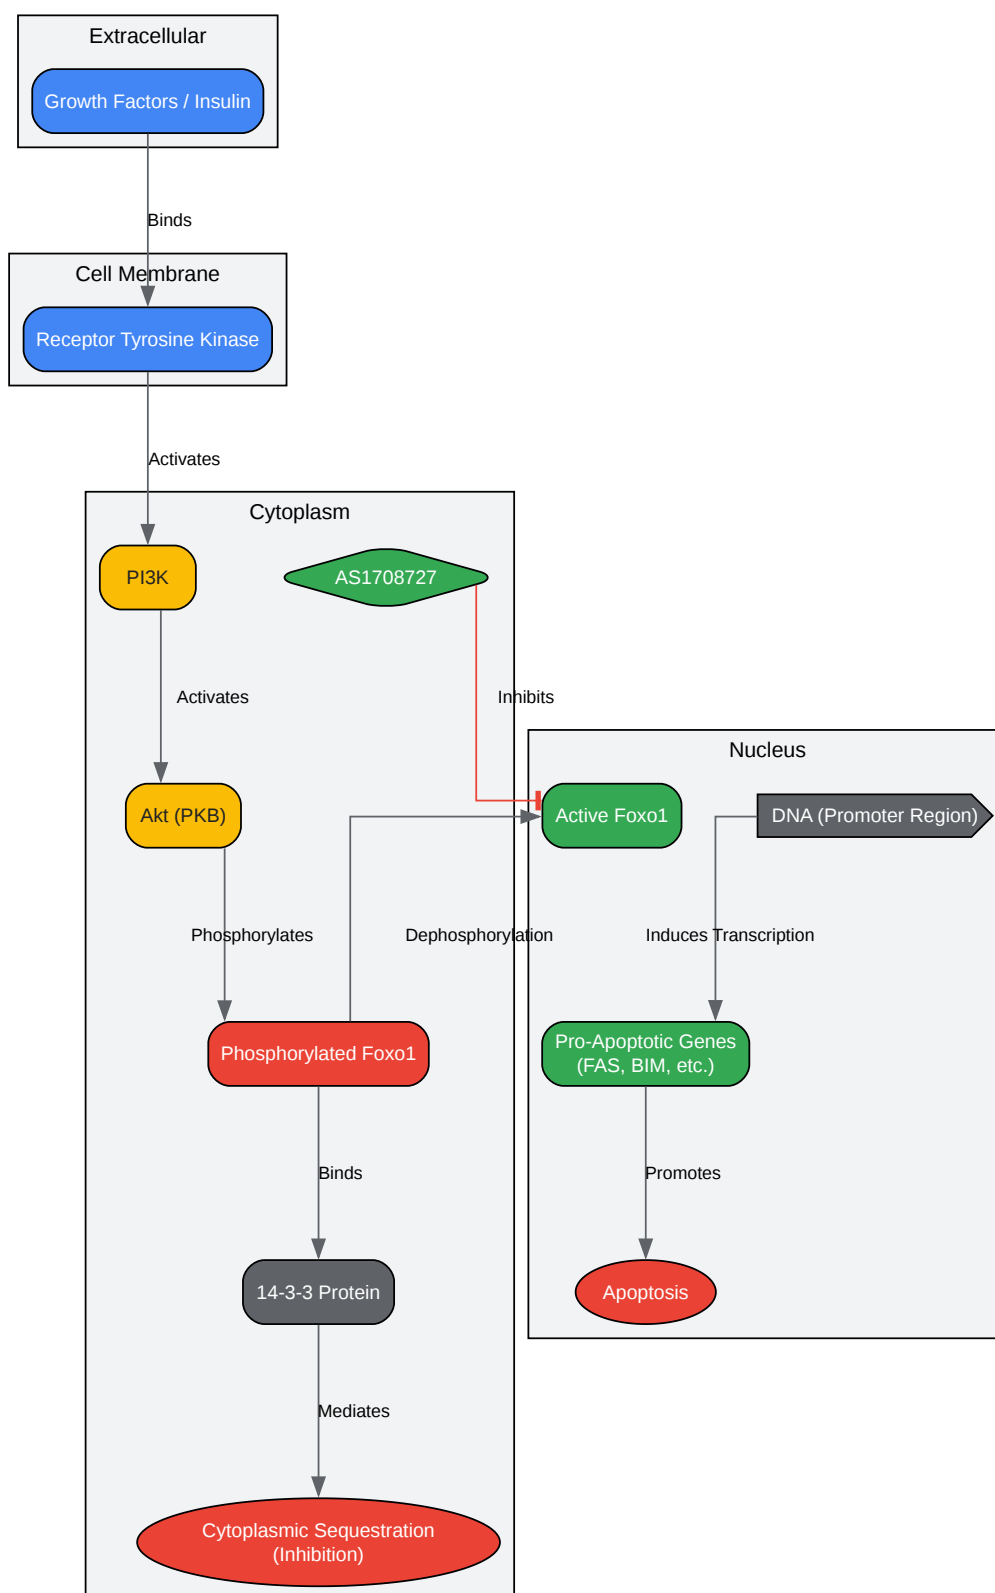 Extracellular
Growth Factors / Insulin
Binds
Cell Membrane
Receptor Tyrosine Kinase
Activates
Cytoplasm
PI3K
AS1708727
Activates
Inhibits
Nucleus
Akt (PKB)
Active Foxo1
DNA (Promoter Region)
Phosphorylates
Dephosphorylation
Induces Transcription
Phosphorylated Foxo1
Pro-Apoptotic Genes
(FAS, BIM, etc.)
Binds
Promotes
14-3-3 Protein
Apoptosis
Mediates
Cytoplasmic Sequestration
(Inhibition)